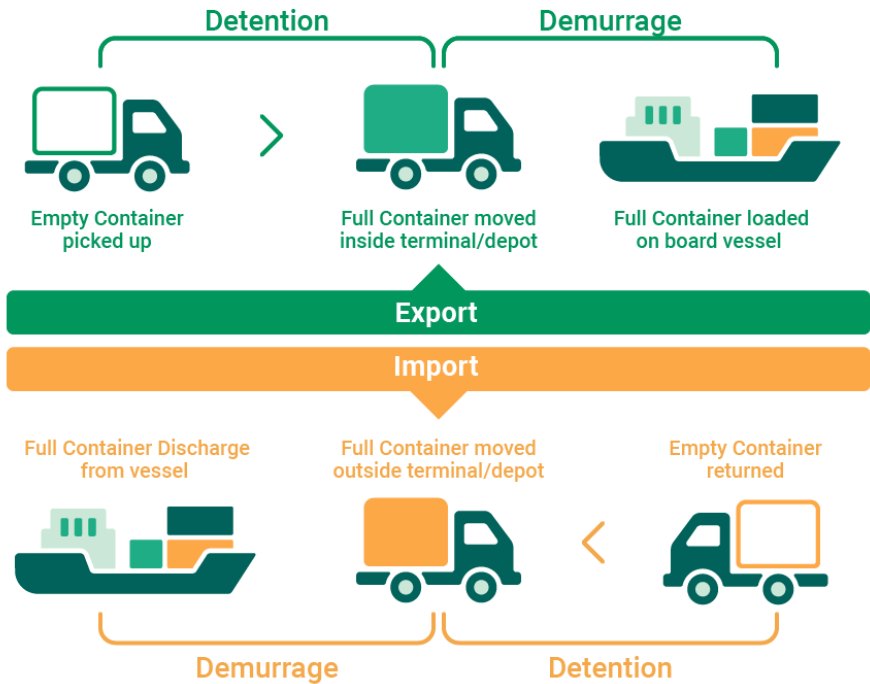 Detention
Demurrage
Empty Container
picked up
Full Container moved
inside terminal/depot
Full Container loaded
on board vessel
Export
Import
Full Container Discharge
from vessel
Full Container moved
outside terminal/depot
Empty Container
returned
Demurrage
Detention